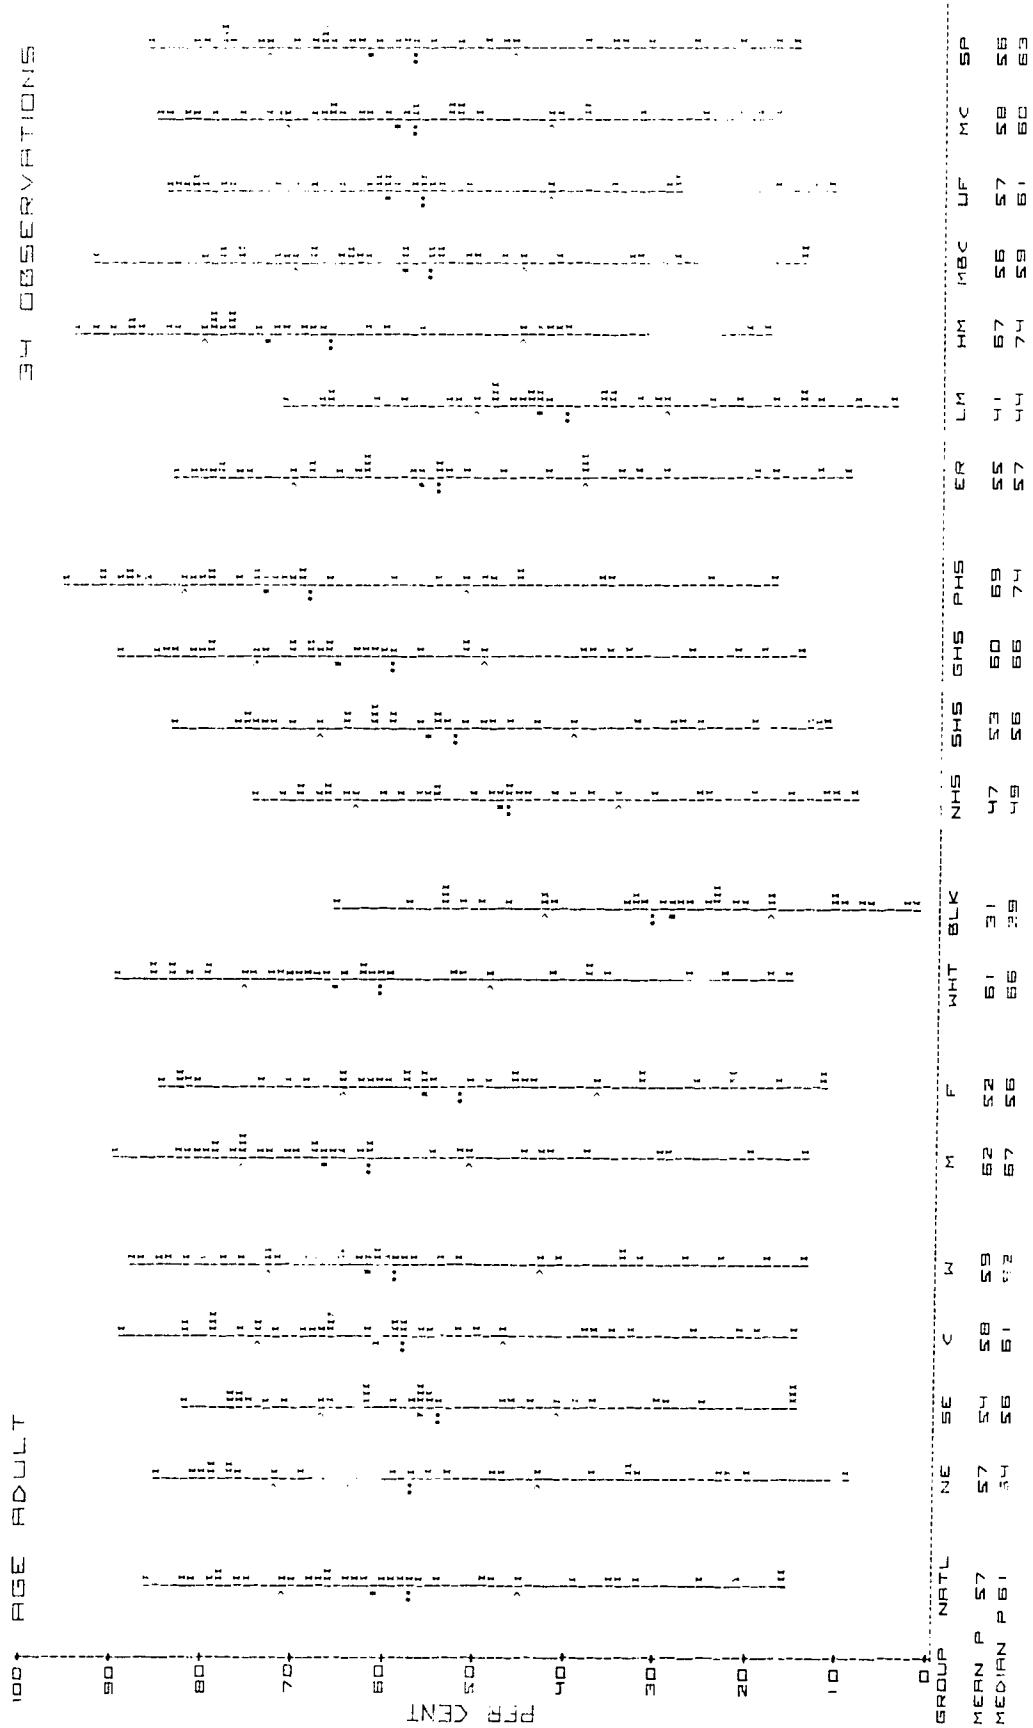 AGE ADULT 34 OBSERVATIONS
100
90
80
70
60
50
40
30
20
10
0
PER CENT
GROUP NATL NE SE C W M F WHT BLK NHS SHS GHS PHS ER LM HM MBC UF MC SP
MEAN P 57 57 54 58 59 62 52 61 31 47 53 60 69 55 41 67 56 57 58 56
MEDIAN P 61 56 61 67 56 66 49 56 66 74 57 44 74 59 61 60 63